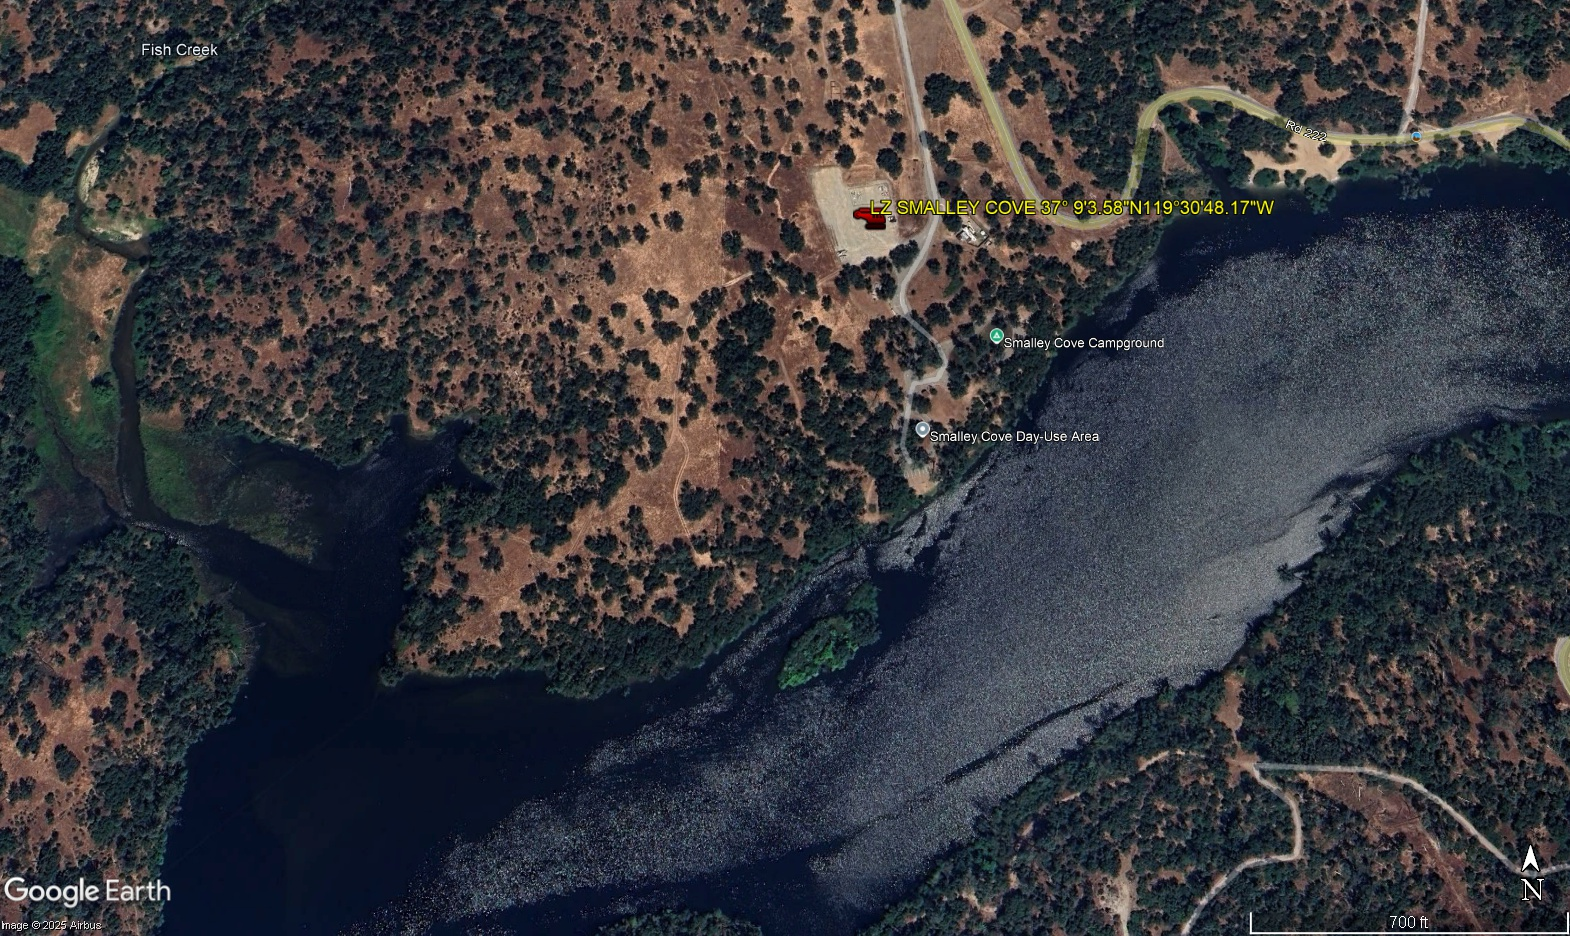 Fish Creek
Rd 222
LZ SMALLEY COVE 37° 9'3.58"N119°30'48.17"W
Smalley Cove Campground
Smalley Cove Day-Use Area
N
Google Earth
Image © 2025 Airbus
700 ft